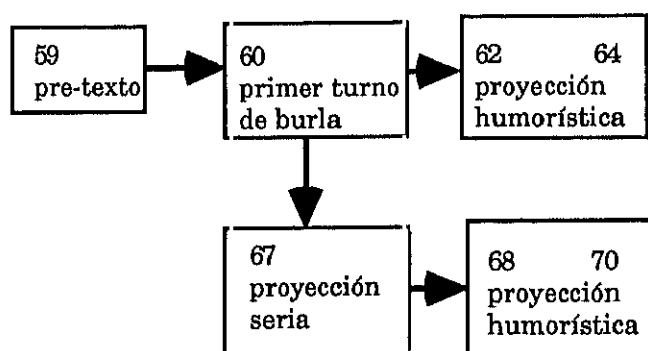 59
pre-texto
60
primer turno
de burla
62 64
proyección
humorística
67
proyección
seria
68 70
proyección
humorística